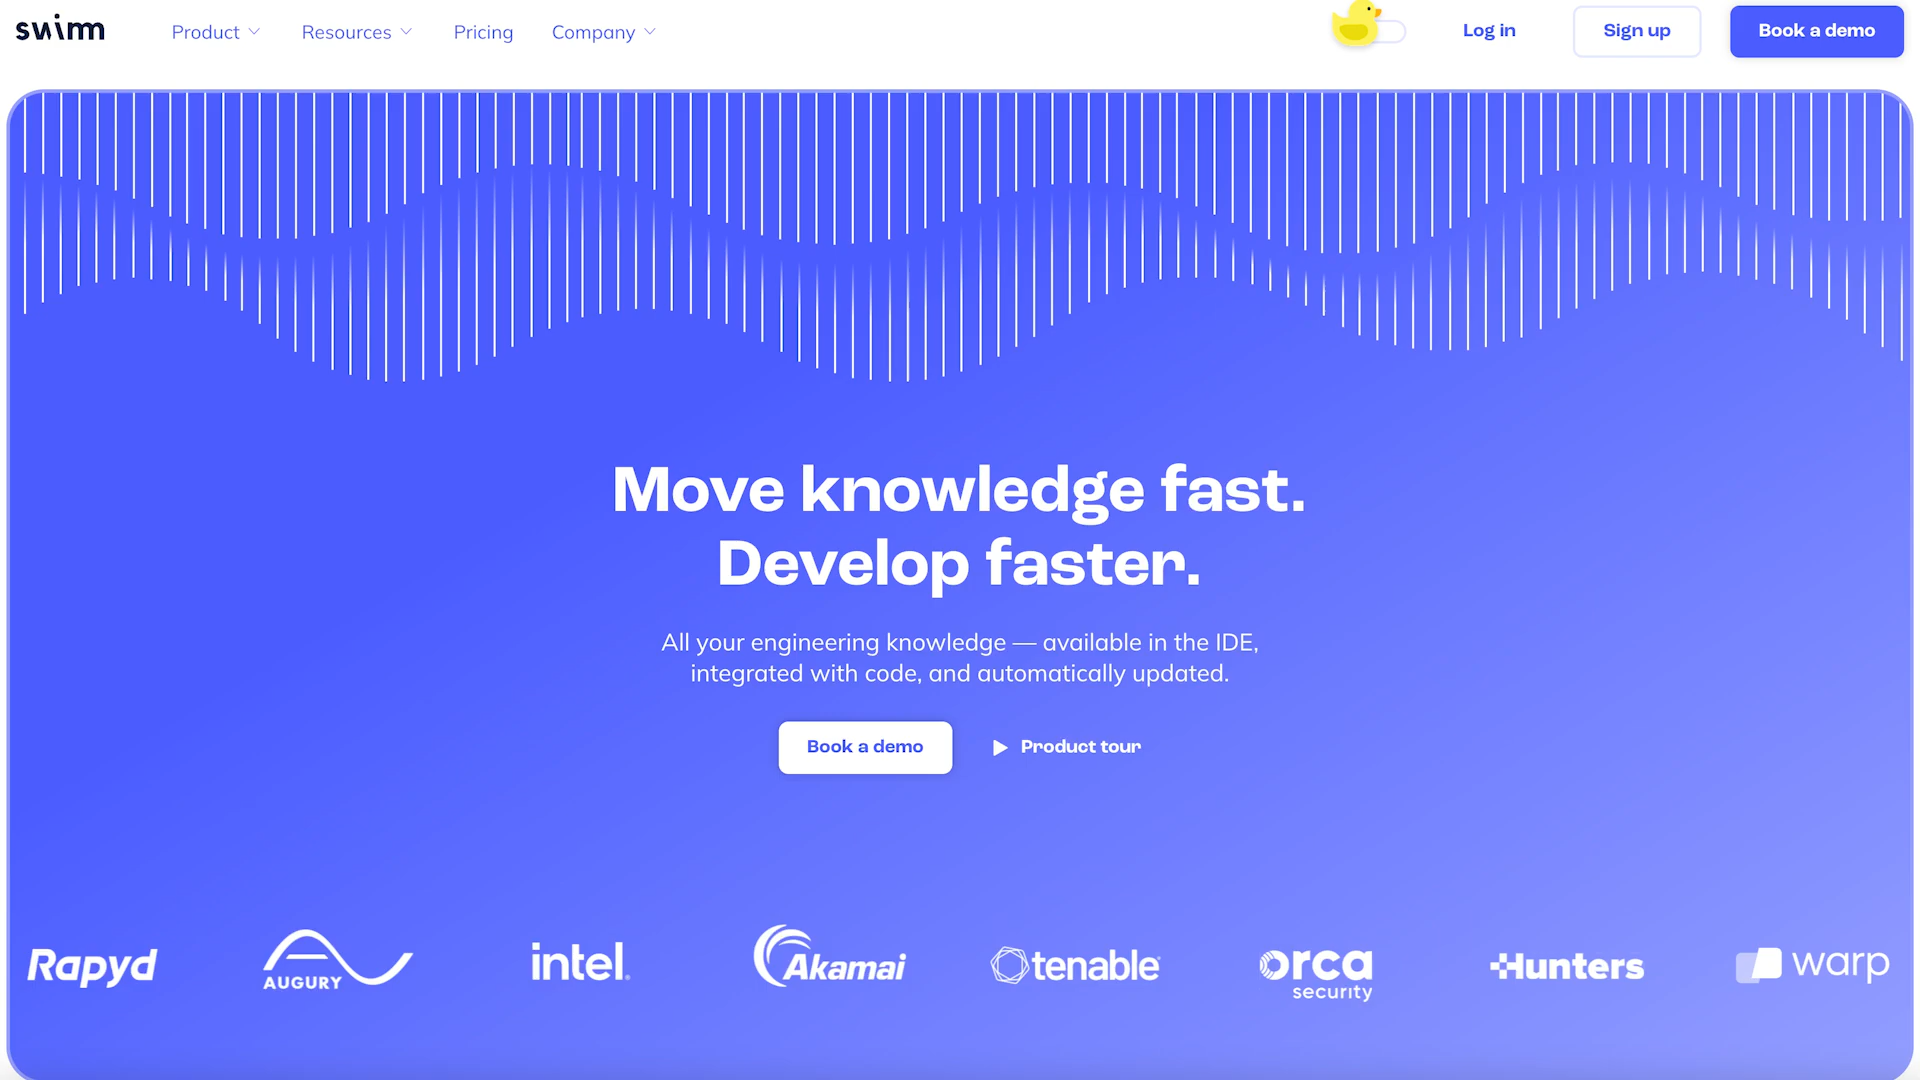 swimm
Product
Resources
Pricing
Company
Log in
Sign up
Book a demo
Move knowledge fast.
Develop faster.
All your engineering knowledge — available in the IDE,
integrated with code, and automatically updated.
Book a demo
Product tour
Rapyd
AUGURY
intel.
Akamai
tenable
orca
security
Hunters
warp